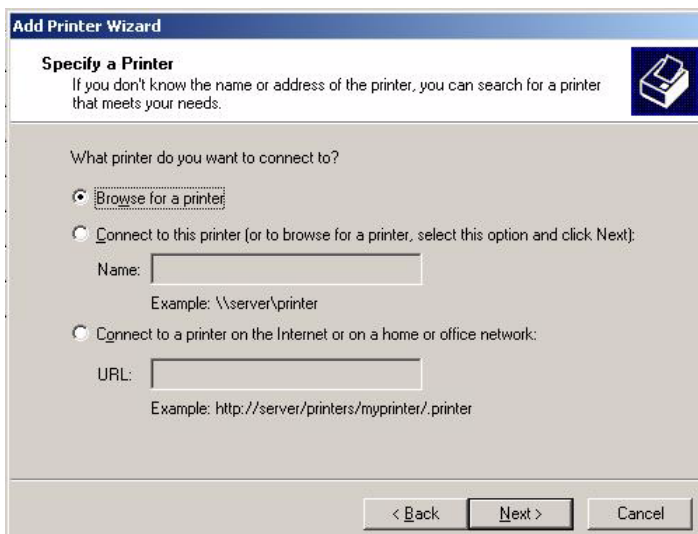 Add Printer Wizard
Specify a Printer
If you don't know the name or address of the printer, you can search for a printer
that meets your needs.
What printer do you want to connect to?
Browse for a printer
Connect to this printer (or to browse for a printer, select this option and click Next):
Name:
Example: \\server\printer
Connect to a printer on the Internet or on a home or office network:
URL:
Example: http://server/printers/myprinter/.printer
< Back Next > Cancel